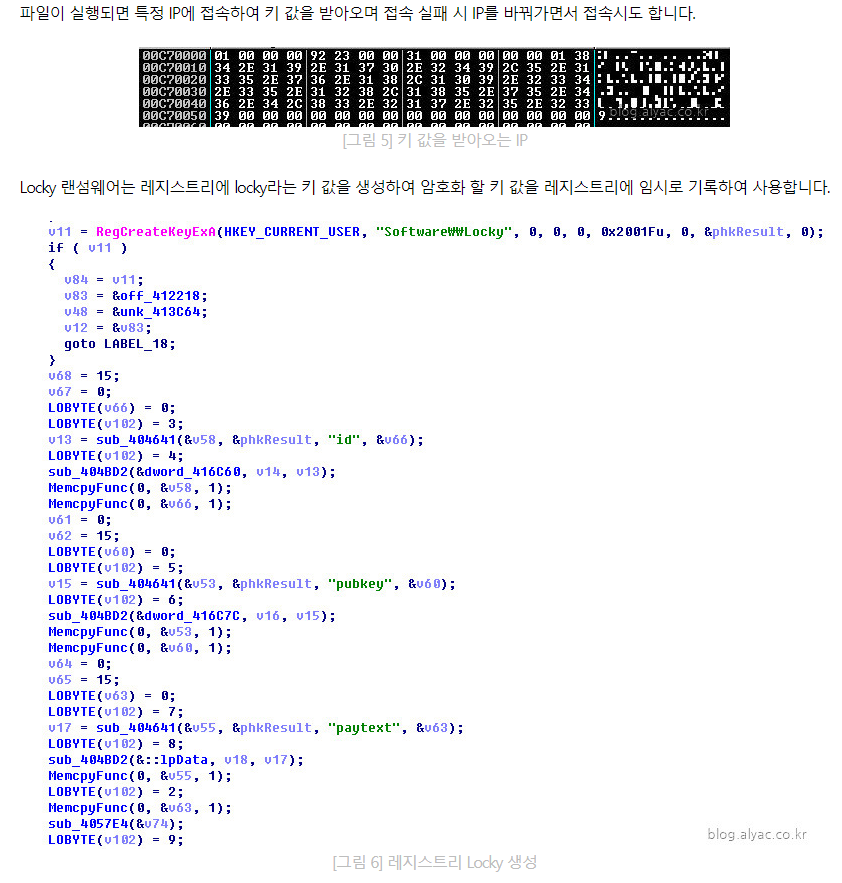 파일이 실행되면 특정 IP에 접속하여 키 값을 받아오며 접속 실패 시 IP를 바꿔가면서 접속시도 합니다.
00C70000 01 00 00 00 92 23 00 00 31 00 00 00 00 00 01 38
00C70010 34 2E 31 39 2E 31 37 30 2E 32 34 39 2C 35 2E 31
00C70020 33 35 2E 37 36 2E 31 38 2C 31 30 39 2E 32 33 34
00C70030 2E 33 35 2E 31 32 38 2C 31 38 35 2E 37 35 2E 34
00C70040 36 2E 34 2C 38 33 2E 32 31 37 2E 32 35 2E 32 33
00C70050 39 00 00 00 00 00 00 00 00 00 00 00 00 00 00 00 9...............
blog.alyac.co.kr
[그림 5] 키 값을 받아오는 IP
Locky 랜섬웨어는 레지스트리에 locky라는 키 값을 생성하여 암호화 할 키 값을 레지스트리에 임시로 기록하여 사용합니다.
v11 = RegCreateKeyExA(HKEY_CURRENT_USER, "Software₩₩Locky", 0, 0, 0, 0x2001Fu, 0, &phkResult, 0);
if ( v11 )
{
v84 = v11;
v83 = &off_412218;
v48 = &unk_413C64;
v12 = &v83;
goto LABEL_18;
}
v68 = 15;
v67 = 0;
LOBYTE(v66) = 0;
LOBYTE(v102) = 3;
v13 = sub_404641(&v58, &phkResult, "id", &v66);
LOBYTE(v102) = 4;
sub_404BD2(&dword_416C60, v14, v13);
MemcpyFunc(0, &v58, 1);
MemcpyFunc(0, &v66, 1);
v61 = 0;
v62 = 15;
LOBYTE(v60) = 0;
LOBYTE(v102) = 5;
v15 = sub_404641(&v53, &phkResult, "pubkey", &v60);
LOBYTE(v102) = 6;
sub_404BD2(&dword_416C7C, v16, v15);
MemcpyFunc(0, &v53, 1);
MemcpyFunc(0, &v60, 1);
v64 = 0;
v65 = 15;
LOBYTE(v63) = 0;
LOBYTE(v102) = 7;
v17 = sub_404641(&v55, &phkResult, "paytext", &v63);
LOBYTE(v102) = 8;
sub_404BD2(&::lpData, v18, v17);
MemcpyFunc(0, &v55, 1);
LOBYTE(v102) = 2;
MemcpyFunc(0, &v63, 1);
sub_4057E4(&v74);
LOBYTE(v102) = 9;
blog.alyac.co.kr
[그림 6] 레지스트리 Locky 생성